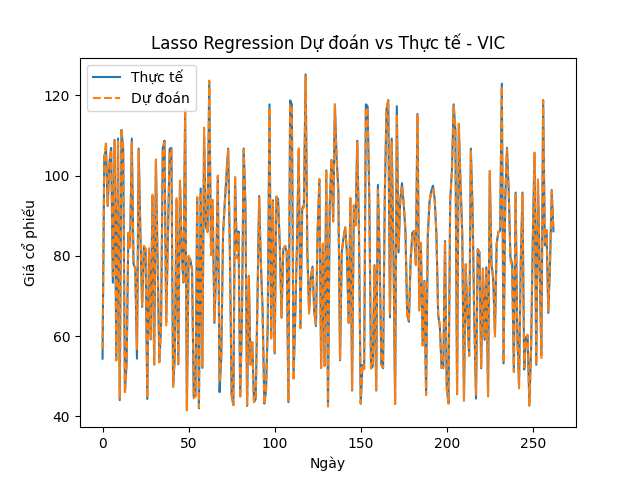 Lasso Regression Dự đoán vs Thực tế - VIC
Thực tế
Dự đoán
Giá cổ phiếu
120
100
80
60
40
0 50 100 150 200 250
Ngày